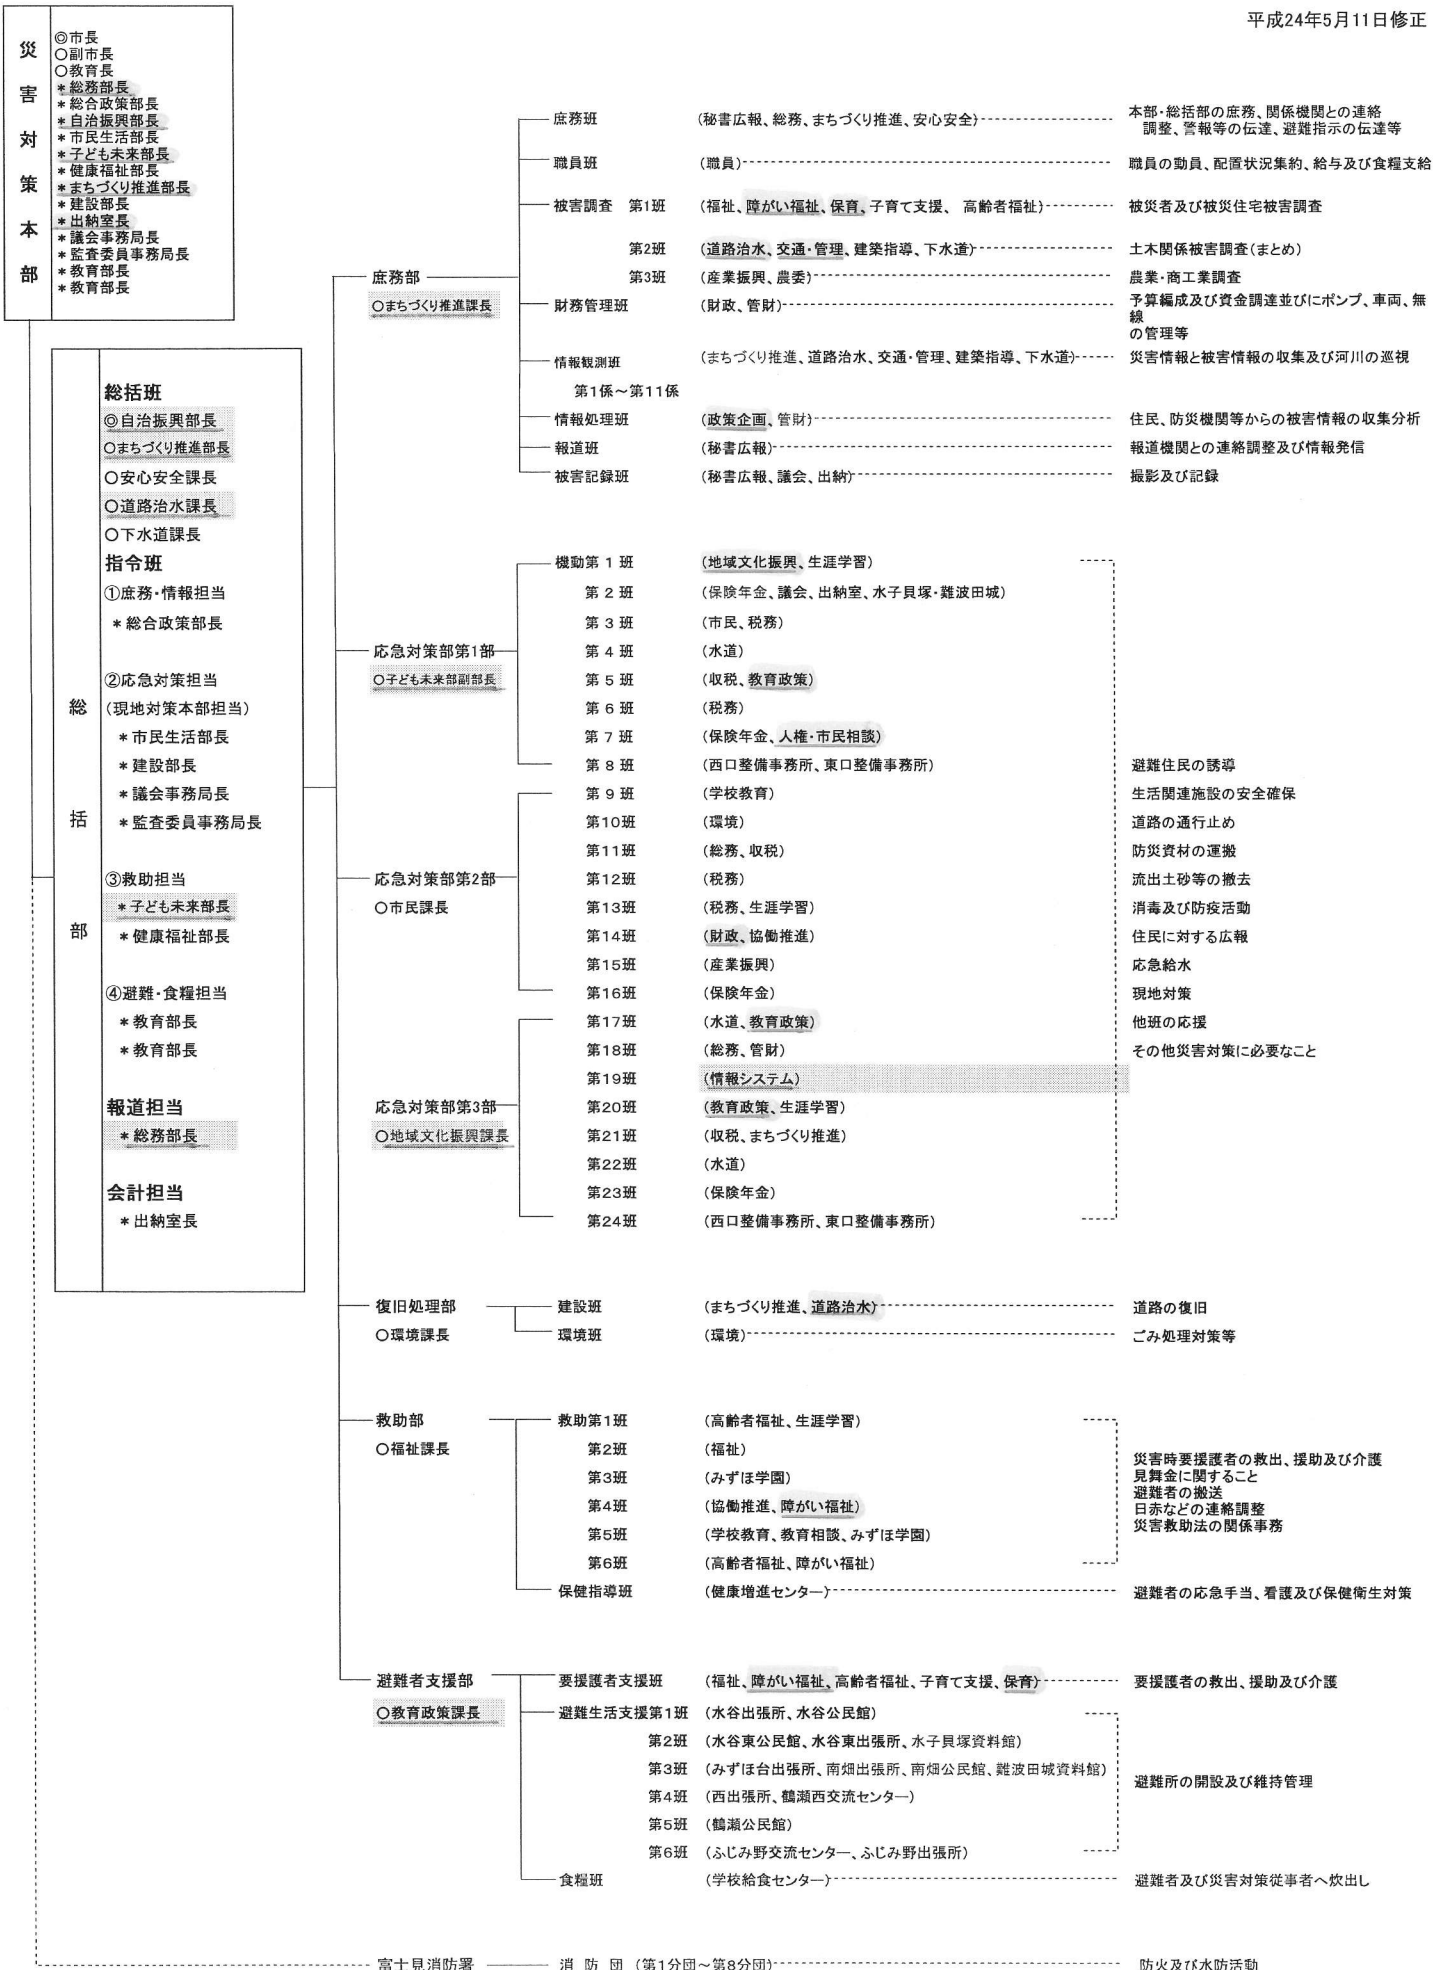 平成24年5月11日修正
災害対策本部
◎市長
○副市長
○教育長
*総務部長
*総合政策部長
*自治振興部長
*市民生活部長
*子ども未来部長
*健康福祉部長
*まちづくり推進部長
*建設部長
*出納室長
*議会事務局長
*監査委員事務局長
*教育部長
*教育部長
総括部
総括班
◎自治振興部長
○まちづくり推進部長
○安心安全課長
○道路治水課長
○下水道課長
指令班
①庶務・情報担当
*総合政策部長
②応急対策担当
(現地対策本部担当)
*市民生活部長
*建設部長
*議会事務局長
*監査委員事務局長
③救助担当
*子ども未来部長
*健康福祉部長
④避難・食糧担当
*教育部長
*教育部長
報道担当
*総務部長
会計担当
*出納室長
庶務部
○まちづくり推進課長
庶務班 (秘書広報、総務、まちづくり推進、安心安全) 本部・総括部の庶務、関係機関との連絡
調整、警報等の伝達、避難指示の伝達等
職員班 (職員) 職員の動員、配置状況集約、給与及び食糧支給
被害調査 第1班 (福祉、障がい福祉、保育、子育て支援、 高齢者福祉) 被災者及び被災住宅被害調査
第2班 (道路治水、交通・管理、建築指導、下水道) 土木関係被害調査(まとめ)
第3班 (産業振興、農委) 農業・商工業調査
財務管理班 (財政、管財) 予算編成及び資金調達並びにポンプ、車両、無
線
の管理等
情報観測班 (まちづくり推進、道路治水、交通・管理、建築指導、下水道) 災害情報と被害情報の収集及び河川の巡視
第1係～第11係
情報処理班 (政策企画、管財) 住民、防災機関等からの被害情報の収集分析
報道班 (秘書広報) 報道機関との連絡調整及び情報発信
被害記録班 (秘書広報、議会、出納) 撮影及び記録
応急対策部第1部
○子ども未来部副部長
機動第1班 (地域文化振興、生涯学習)
第2班 (保険年金、議会、出納室、水子貝塚・難波田城)
第3班 (市民、税務)
第4班 (水道)
第5班 (収税、教育政策)
第6班 (税務)
第7班 (保険年金、人権・市民相談)
第8班 (西口整備事務所、東口整備事務所) 避難住民の誘導
応急対策部第2部
○市民課長
第9班 (学校教育) 生活関連施設の安全確保
第10班 (環境) 道路の通行止め
第11班 (総務、収税) 防災資材の運搬
第12班 (税務) 流出土砂等の撤去
第13班 (税務、生涯学習) 消毒及び防疫活動
第14班 (財政、協働推進) 住民に対する広報
第15班 (産業振興) 応急給水
第16班 (保険年金) 現地対策
応急対策部第3部
○地域文化振興課長
第17班 (水道、教育政策) 他班の応援
第18班 (総務、管財) その他災害対策に必要なこと
第19班 (情報システム)
第20班 (教育政策、生涯学習)
第21班 (収税、まちづくり推進)
第22班 (水道)
第23班 (保険年金)
第24班 (西口整備事務所、東口整備事務所)
復旧処理部
○環境課長
建設班 (まちづくり推進、道路治水) 道路の復旧
環境班 (環境) ごみ処理対策等
救助部
○福祉課長
救助第1班 (高齢者福祉、生涯学習)
第2班 (福祉)
第3班 (みずほ学園)
第4班 (協働推進、障がい福祉)
第5班 (学校教育、教育相談、みずほ学園)
第6班 (高齢者福祉、障がい福祉)
災害時要援護者の救出、援助及び介護
見舞金に関すること
避難者の搬送
日赤などの連絡調整
災害救助法の関係事務
保健指導班 (健康増進センター) 避難者の応急手当、看護及び保健衛生対策
避難者支援部
○教育政策課長
要援護者支援班 (福祉、障がい福祉、高齢者福祉、子育て支援、保育) 要援護者の救出、援助及び介護
避難生活支援第1班 (水谷出張所、水谷公民館)
第2班 (水谷東公民館、水谷東出張所、水子貝塚資料館)
第3班 (みずほ台出張所、南畑出張所、南畑公民館、難波田城資料館)
避難所の開設及び維持管理
第4班 (西出張所、鶴瀬西交流センター)
第5班 (鶴瀬公民館)
第6班 (ふじみ野交流センター、ふじみ野出張所)
食糧班 (学校給食センター) 避難者及び災害対策従事者へ炊出し
富士見消防署 消防団 (第1分団～第8分団) 防火及び水防活動